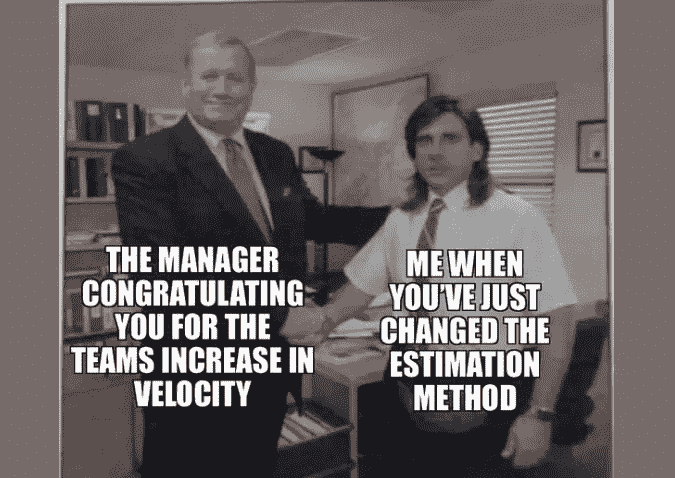 THE MANAGER
CONGRATULATING
YOU FOR THE
TEAMS INCREASE IN
VELOCITY
ME WHEN
YOU'VE JUST
CHANGED THE
ESTIMATION
METHOD